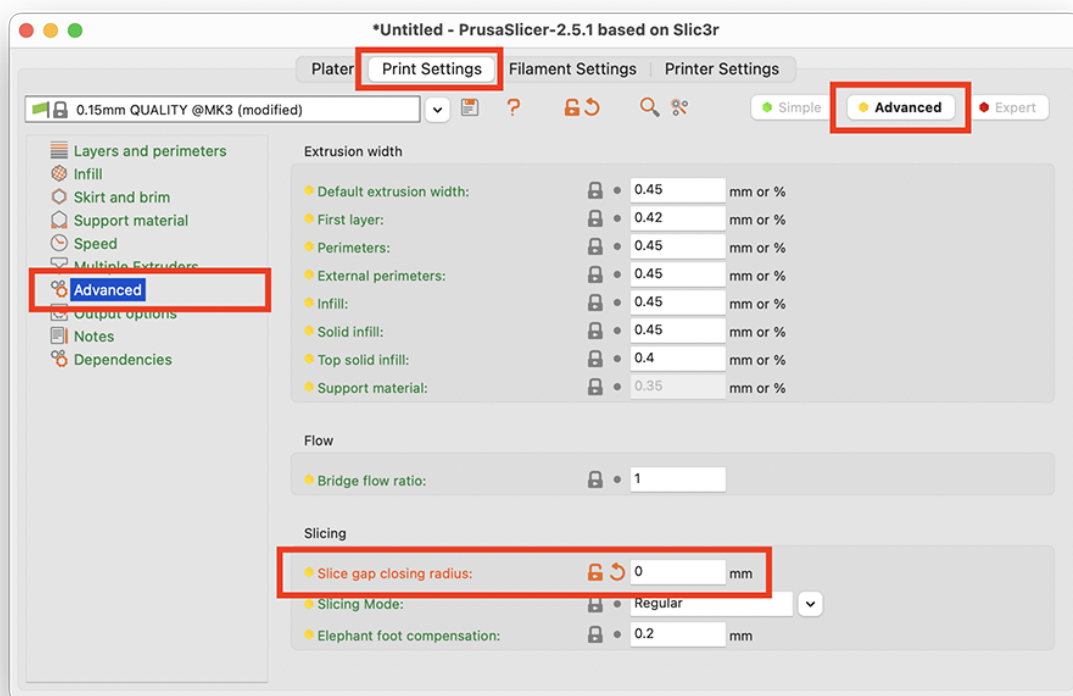 *Untitled - PrusaSlicer-2.5.1 based on Slic3r
Plater Print Settings Filament Settings Printer Settings
0.15mm QUALITY @MK3 (modified) ? Simple Advanced Expert
Layers and perimeters
Infill
Skirt and brim
Support material
Speed
Multiple Extruders
Advanced
Output options
Notes
Dependencies
Extrusion width
Default extrusion width: 0.45 mm or %
First layer: 0.42 mm or %
Perimeters: 0.45 mm or %
External perimeters: 0.45 mm or %
Infill: 0.45 mm or %
Solid infill: 0.45 mm or %
Top solid infill: 0.4 mm or %
Support material: 0.35 mm or %
Flow
Bridge flow ratio: 1
Slicing
Slice gap closing radius: 0 mm
Slicing Mode: Regular
Elephant foot compensation: 0.2 mm